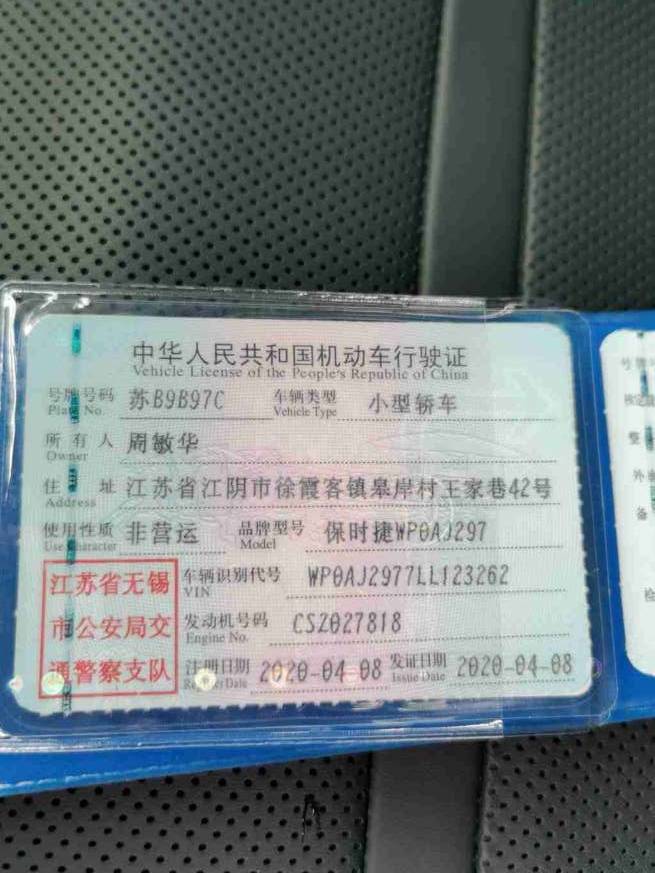 中华人民共和国机动车行驶证
Vehicle License of the People's Republic of China
号牌号码 苏B9B97C 车辆类型 小型轿车
Plate No. Vehicle Type
所有人 周敏华
Owner
住址 江苏省江阴市徐霞客镇皋岸村王家巷42号
Address
使用性质 非营运 品牌型号 保时捷WP0AJ297
Use Character Model
江苏省无锡 车辆识别代号 WP0AJ2977LL123262
VIN
市公安局交 发动机号码 CSZ027818
Engine No.
通警察支队 注册日期 2020-04-08 发证日期 2020-04-08
Register Date Issue Date
号牌
整
外
备
检